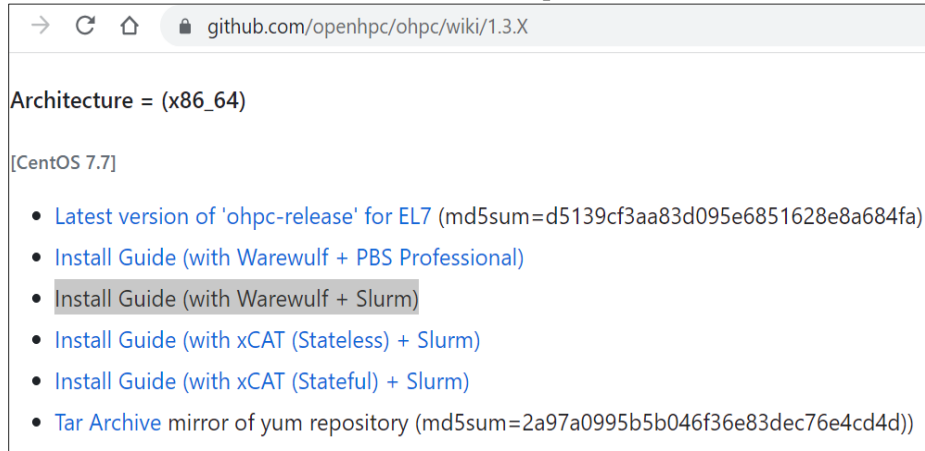 github.com/openhpc/ohpc/wiki/1.3.X
Architecture = (x86_64)
[CentOS 7.7]
Latest version of 'ohpc-release' for EL7 (md5sum=d5139cf3aa83d095e6851628e8a684fa)
Install Guide (with Warewulf + PBS Professional)
Install Guide (with Warewulf + Slurm)
Install Guide (with xCAT (Stateless) + Slurm)
Install Guide (with xCAT (Stateful) + Slurm)
Tar Archive mirror of yum repository (md5sum=2a97a0995b5b046f36e83dec76e4cd4d))